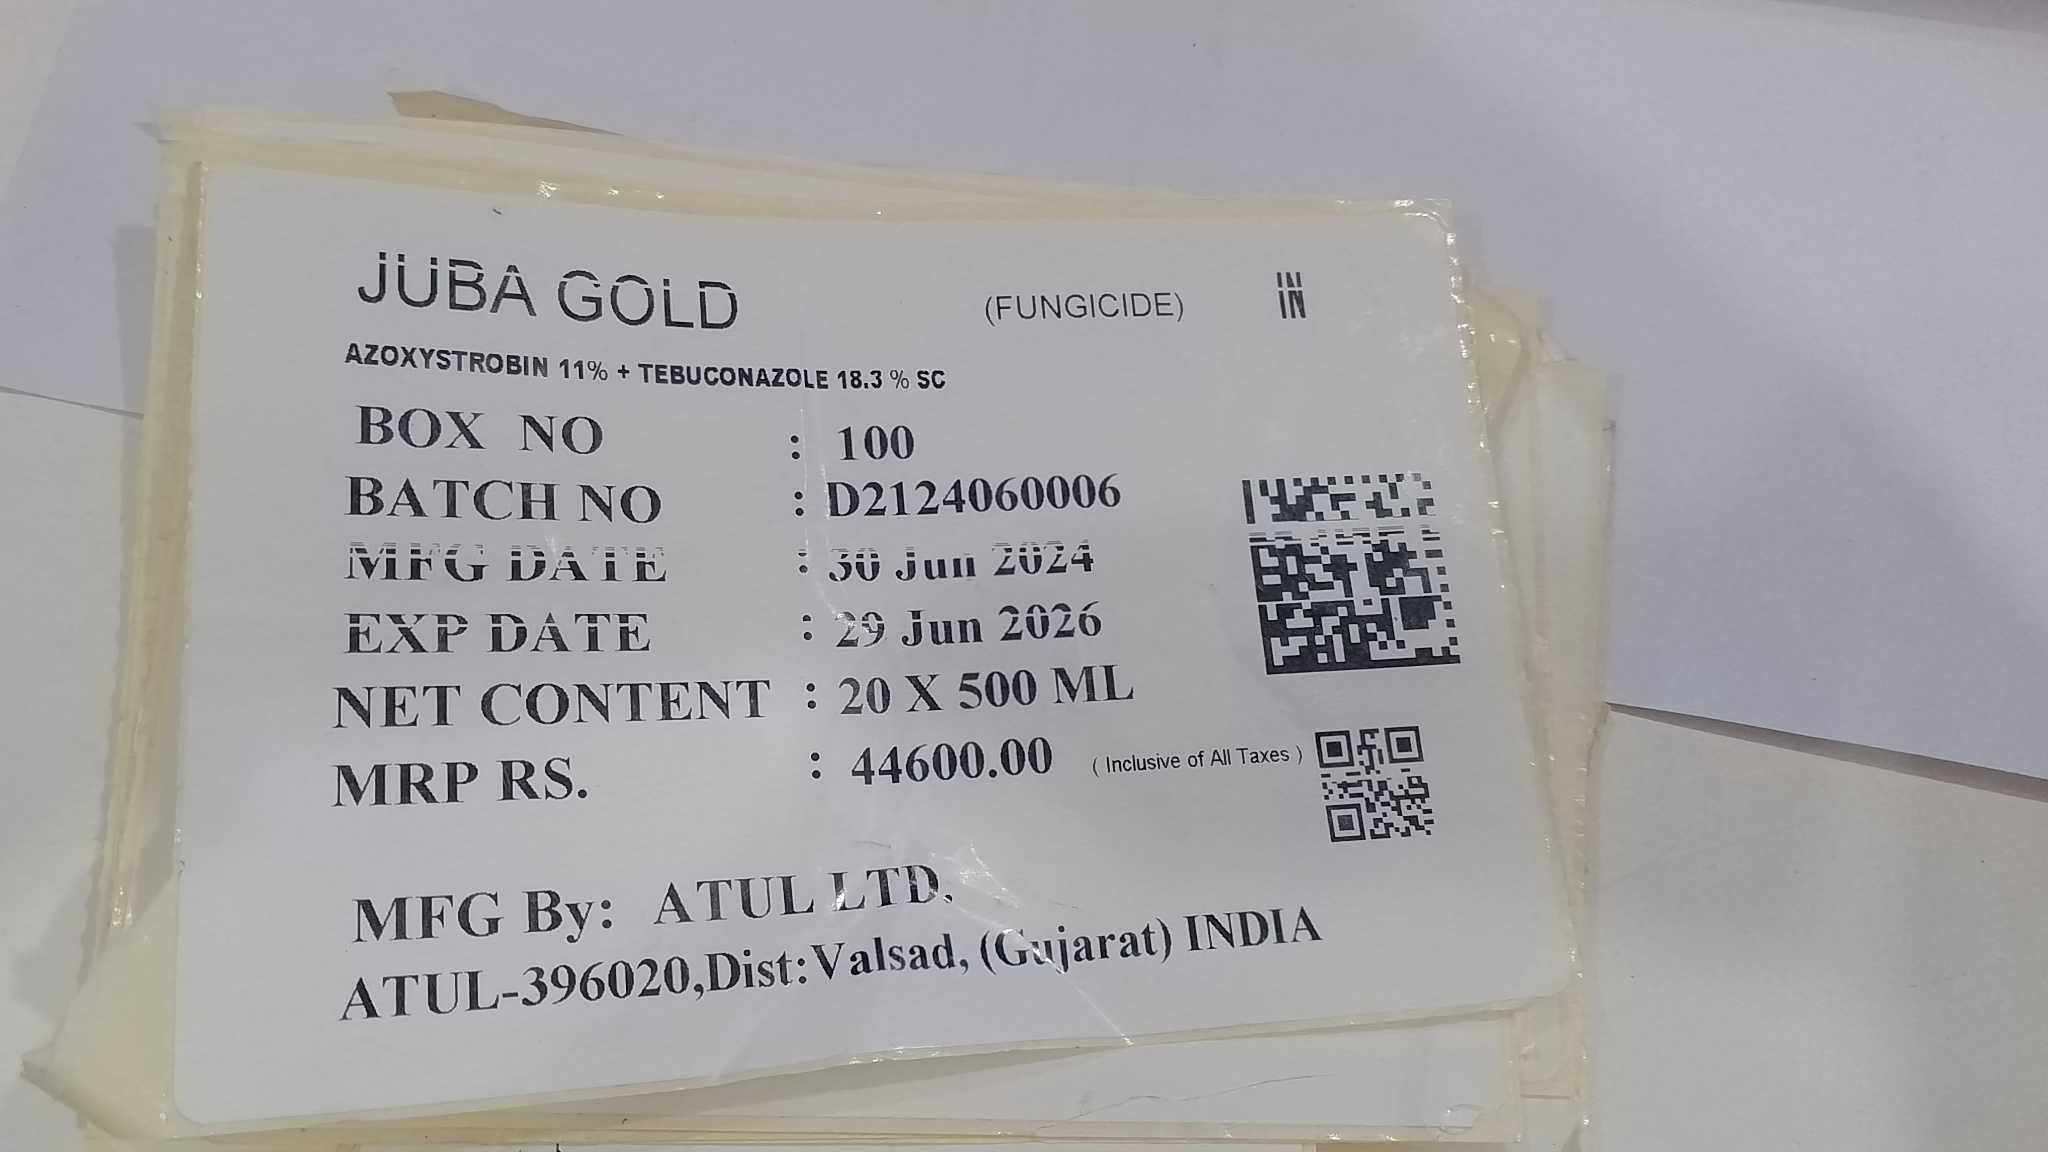 JUBA GOLD (FUNGICIDE) IN
AZOXYSTROBIN 11% + TEBUCONAZOLE 18.3 % SC
BOX NO : 100
BATCH NO : D2124060006
MFG DATE : 30 Jun 2024
EXP DATE : 29 Jun 2026
NET CONTENT : 20 X 500 ML
MRP RS. : 44600.00 ( Inclusive of All Taxes )
MFG By: ATUL LTD.
ATUL-396020,Dist:Valsad, (Gujarat) INDIA